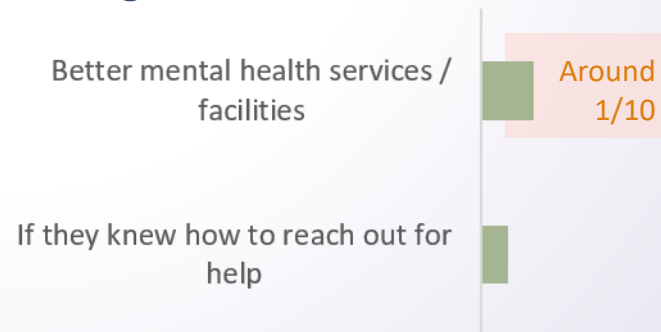 Better mental health services /
facilities
Around
1/10
If they knew how to reach out for
help